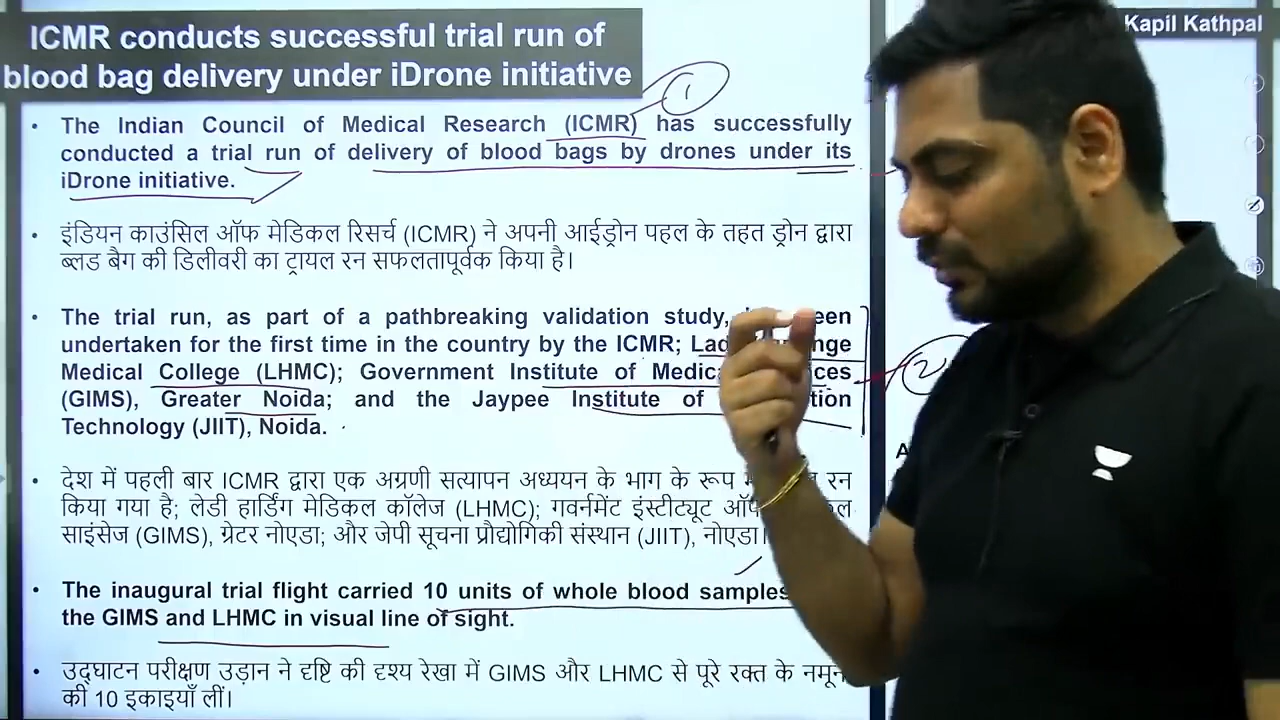 ICMR conducts successful trial run of
blood bag delivery under iDrone initiative
Kapil Kathpal
1
• The Indian Council of Medical Research (ICMR) has successfully
conducted a trial run of delivery of blood bags by drones under its
iDrone initiative.
• इंडियन काउंसिल ऑफ मेडिकल रिसर्च (ICMR) ने अपनी आईड्रोन पहल के तहत ड्रोन द्वारा
ब्लड बैग की डिलीवरी का ट्रायल रन सफलतापूर्वक किया है।
• The trial run, as part of a pathbreaking validation study,
undertaken for the first time in the country by the ICMR;
Medical College (LHMC); Government Institute of
(GIMS), Greater Noida; and the Jaypee Institute of
Technology (JIIT), Noida.
2
• देश में पहली बार ICMR द्वारा एक अग्रणी सत्यापन अध्ययन के भाग के रूप रन
किया गया है; लेडी हार्डिंग मेडिकल कॉलेज (LHMC); गवर्नमेंट इंस्टीट्यूट
साइंसेज (GIMS), ग्रेटर नोएडा; और जेपी सूचना प्रौद्योगिकी संस्थान (JIIT), नोएडा।
• The inaugural trial flight carried 10 units of whole blood samples
the GIMS and LHMC in visual line of sight.
• उद्घाटन परीक्षण उड़ान ने दृष्टि की दृश्य रेखा में GIMS और LHMC से पूरे रक्त के नमूने
की 10 इकाइयाँ लीं।